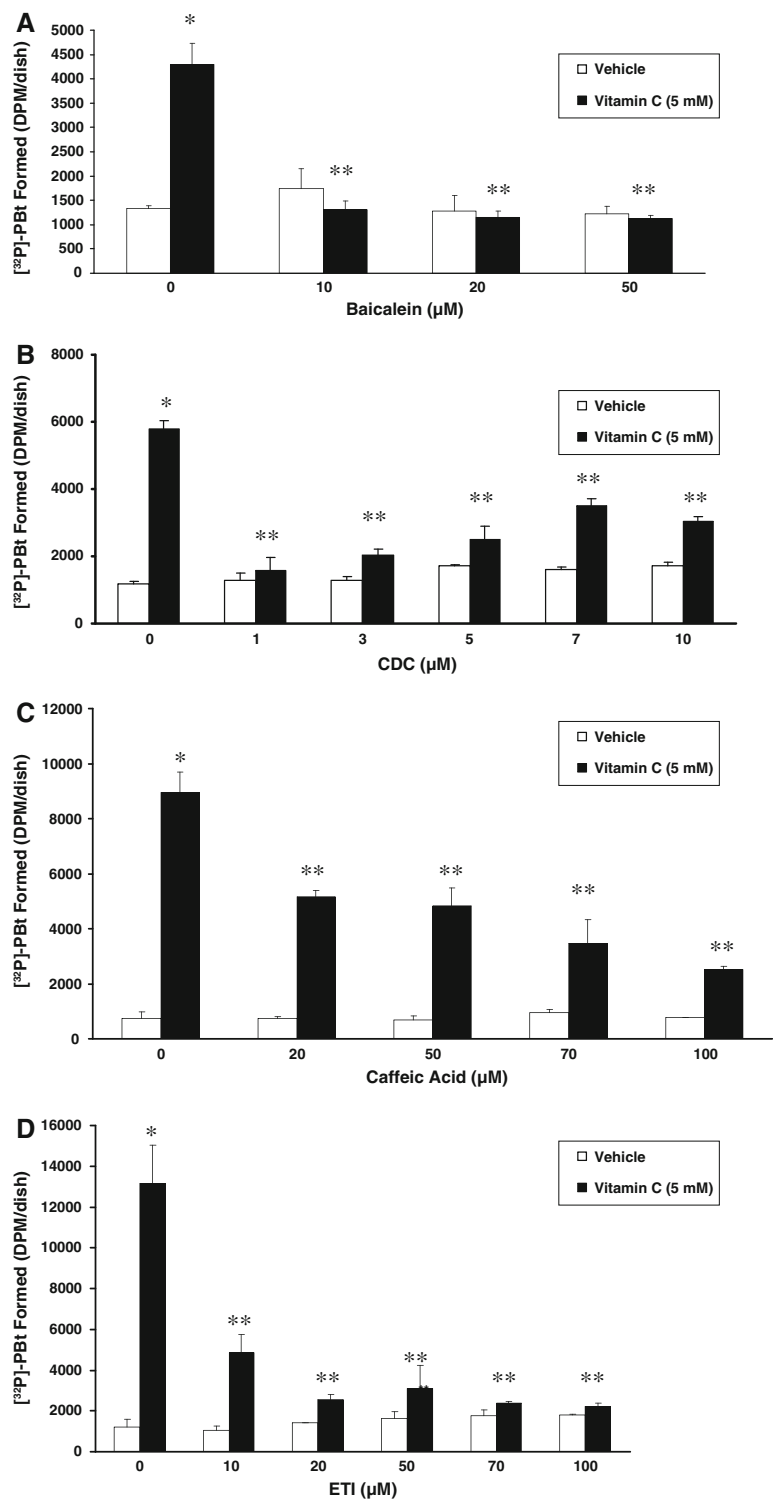 A
[³²P]-PBt Formed (DPM/dish)
5000
4500
4000
3500
3000
2500
2000
1500
1000
500
0
*
**
**
**
Vehicle
Vitamin C (5 mM)
0 10 20 50
Baicalein (µM)
B
[³²P]-PBt Formed (DPM/dish)
8000
6000
4000
2000
0
*
**
**
**
**
**
Vehicle
Vitamin C (5 mM)
0 1 3 5 7 10
CDC (µM)
C
[³²P]-PBt Formed (DPM/dish)
12000
10000
8000
6000
4000
2000
0
*
**
**
**
**
Vehicle
Vitamin C (5 mM)
0 20 50 70 100
Caffeic Acid (µM)
D
[³²P]-PBt Formed (DPM/dish)
16000
14000
12000
10000
8000
6000
4000
2000
0
*
**
**
**
**
**
**
Vehicle
Vitamin C (5 mM)
0 10 20 50 70 100
ETI (µM)